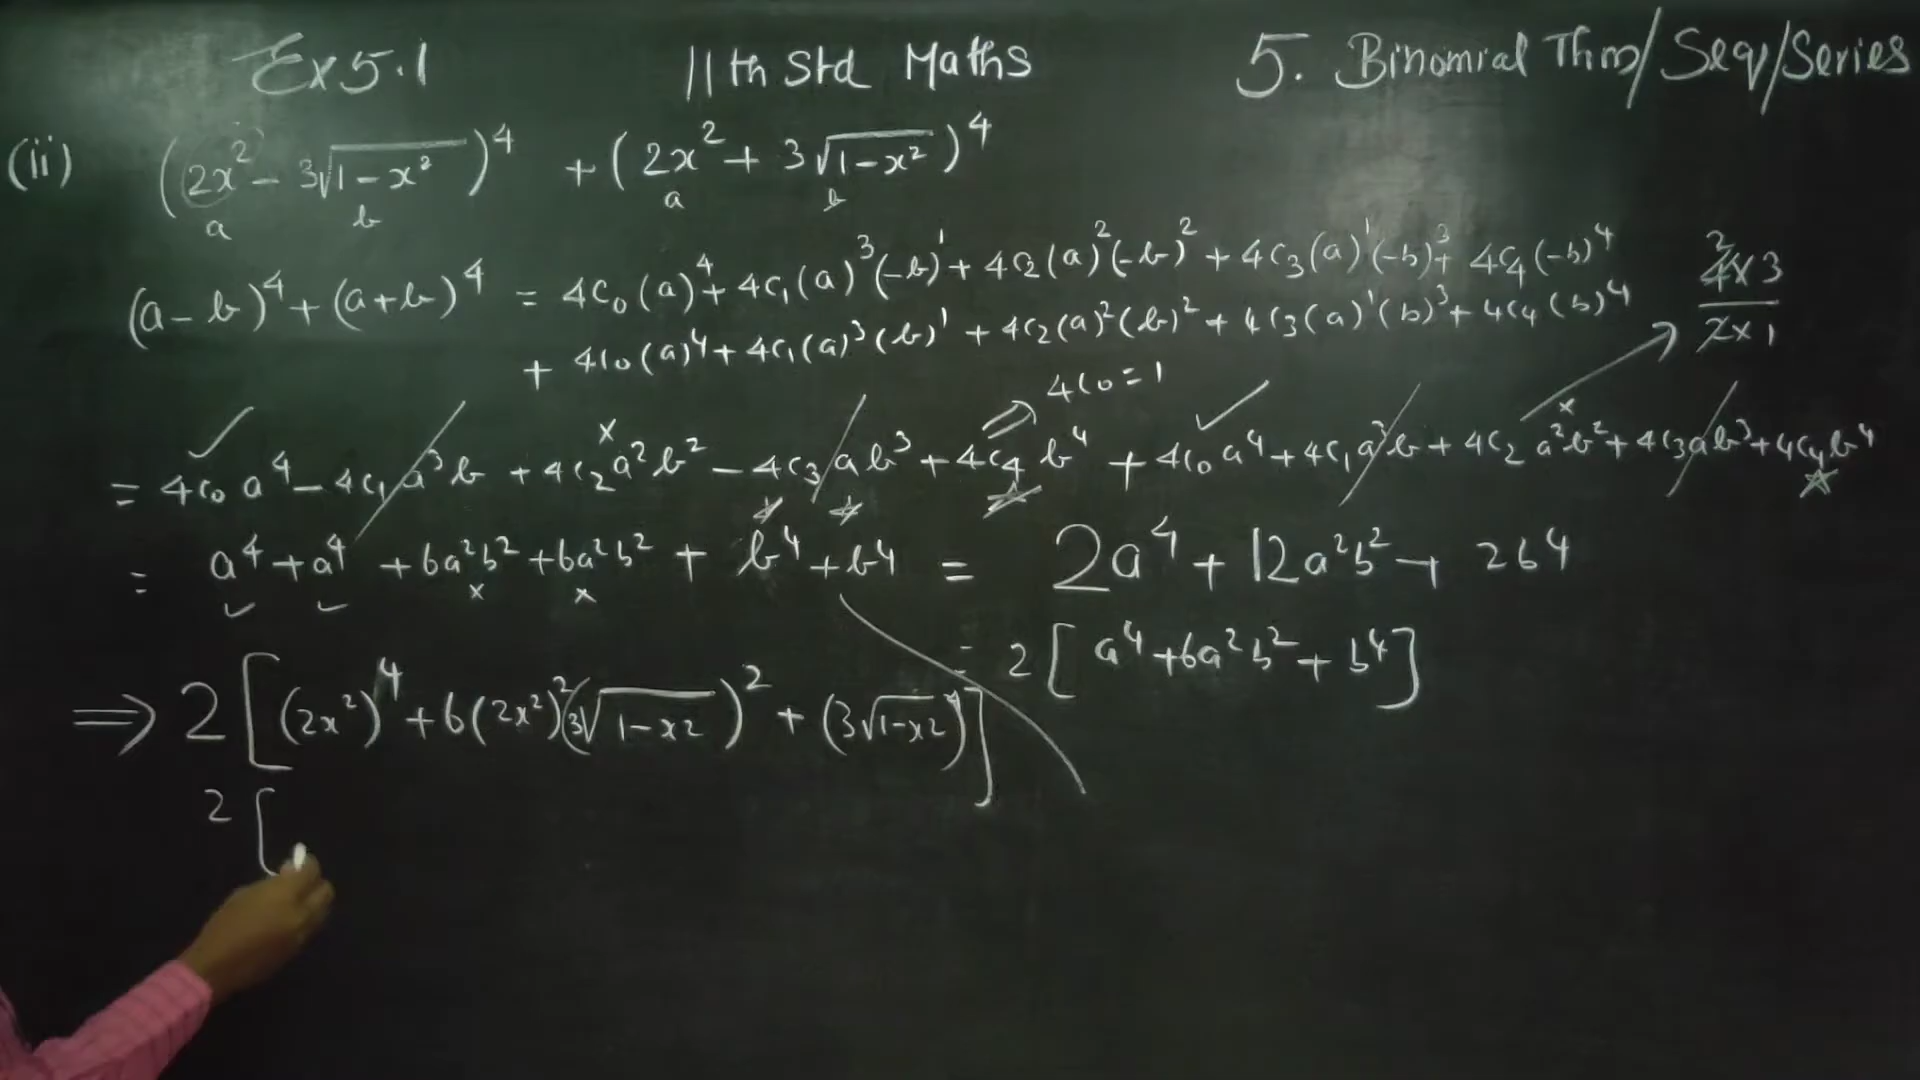 Ex 5.1 11th Std Maths 5. Binomial Thm/Seq/Series
(ii) (2x² - 3√1-x²)⁴ + (2x² + 3√1-x²)⁴
a b a b
(a-b)⁴ + (a+b)⁴ = 4C₀(a)⁴ + 4C₁(a)³(-b)¹ + 4C₂(a)²(-b)² + 4C₃(a)¹(-b)³ + 4C₄(-b)⁴
+ 4C₀(a)⁴ + 4C₁(a)³(b)¹ + 4C₂(a)²(b)² + 4C₃(a)¹(b)³ + 4C₄(b)⁴
2
4x3
2x1
4C₀=1
= 4C₀a⁴ - 4C₁a³b + 4C₂a²b² - 4C₃ab³ + 4C₄b⁴ + 4C₀a⁴ + 4C₁a³b + 4C₂a²b² + 4C₃ab³ + 4C₄b⁴
= a⁴ + a⁴ + 6a²b² + 6a²b² + b⁴ + b⁴ = 2a⁴ + 12a²b² + 2b⁴
= 2[a⁴ + 6a²b² + b⁴]
⇒ 2[(2x²)⁴ + 6(2x²)²(3√1-x²)² + (3√1-x²)⁴]
2[